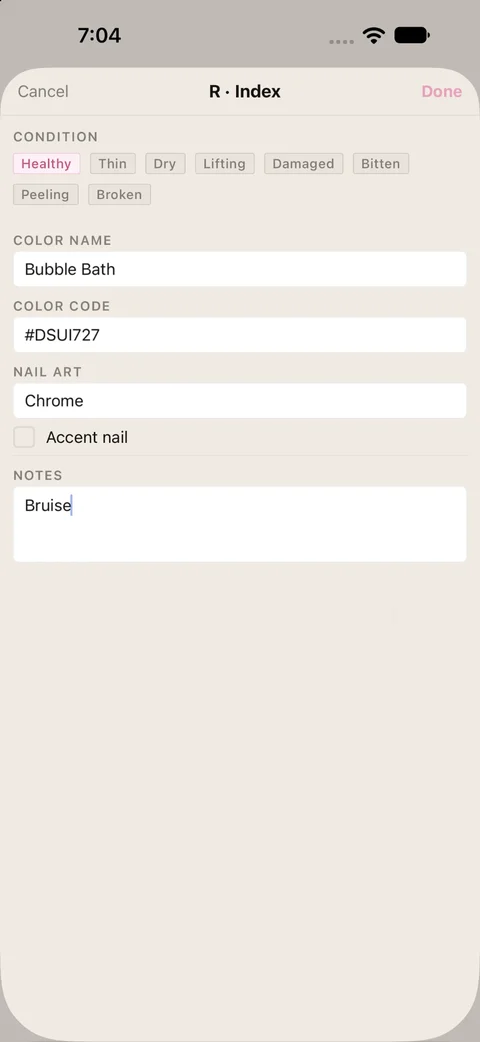 7:04
Cancel R · Index Done
CONDITION
Healthy Thin Dry Lifting Damaged Bitten
Peeling Broken
COLOR NAME
Bubble Bath
COLOR CODE
#DSUI727
NAIL ART
Chrome
Accent nail
NOTES
Bruise